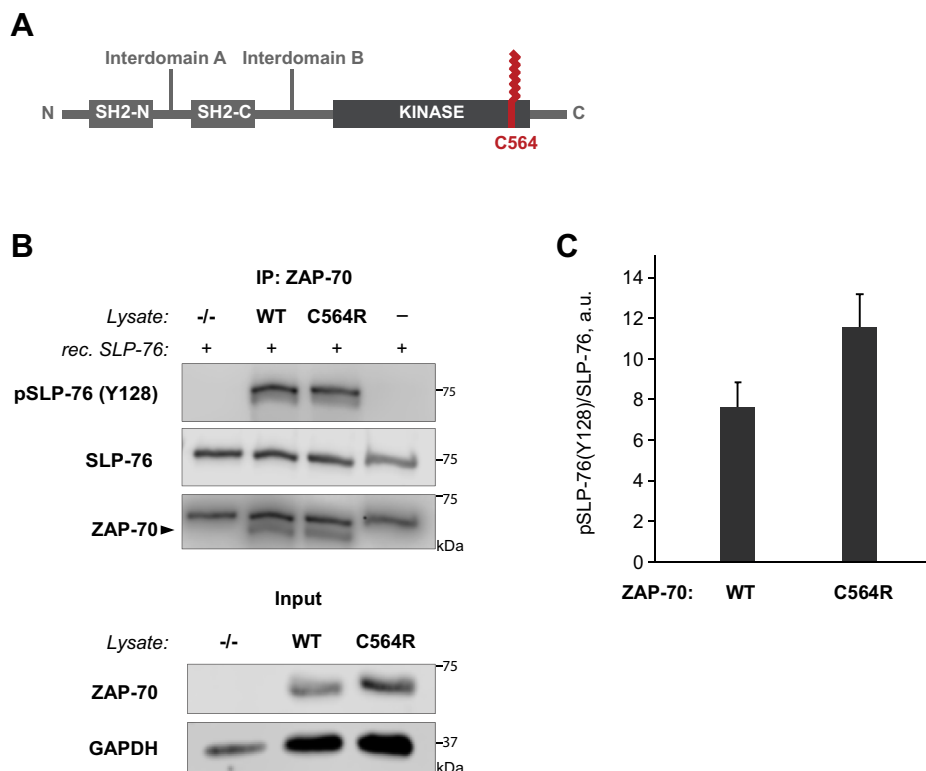 A
Interdomain A Interdomain B
N SH2-N SH2-C KINASE C
C564
B
IP: ZAP-70
Lysate: -/- WT C564R –
rec. SLP-76: + + + +
pSLP-76 (Y128) 75
SLP-76 75
75
ZAP-70
kDa
Input
Lysate: -/- WT C564R
75
ZAP-70
GAPDH 37
kDa
C
pSLP-76(Y128)/SLP-76, a.u.
14
12
10
8
6
4
2
0
ZAP-70: WT C564R